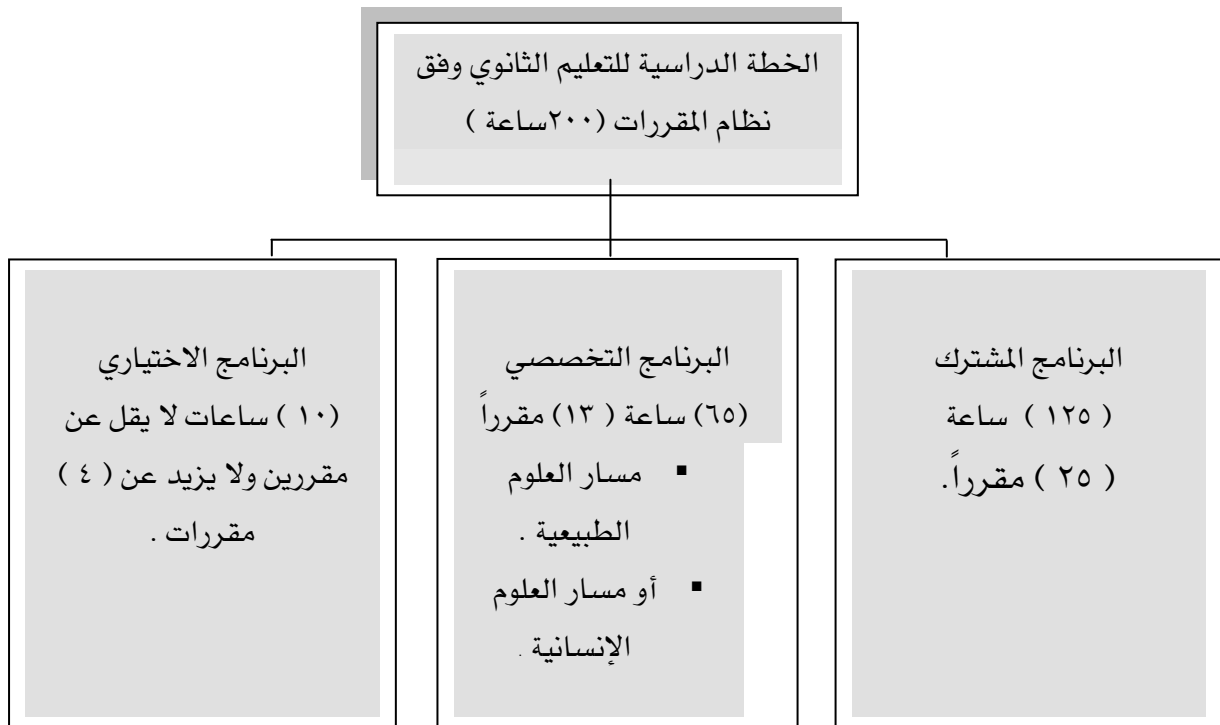 الخطة الدراسية للتعليم الثانوي وفق
نظام المقررات (٢٠٠ساعة )
البرنامج المشترك
( ١٢٥ ) ساعة
( ٢٥ ) مقرراً.
البرنامج التخصصي
(٦٥) ساعة ( ١٣) مقرراً
▪ مسار العلوم
الطبيعية .
▪ أو مسار العلوم
الإنسانية .
البرنامج الاختياري
(١٠ ) ساعات لا يقل عن
مقررين ولا يزيد عن ( ٤ )
مقررات .